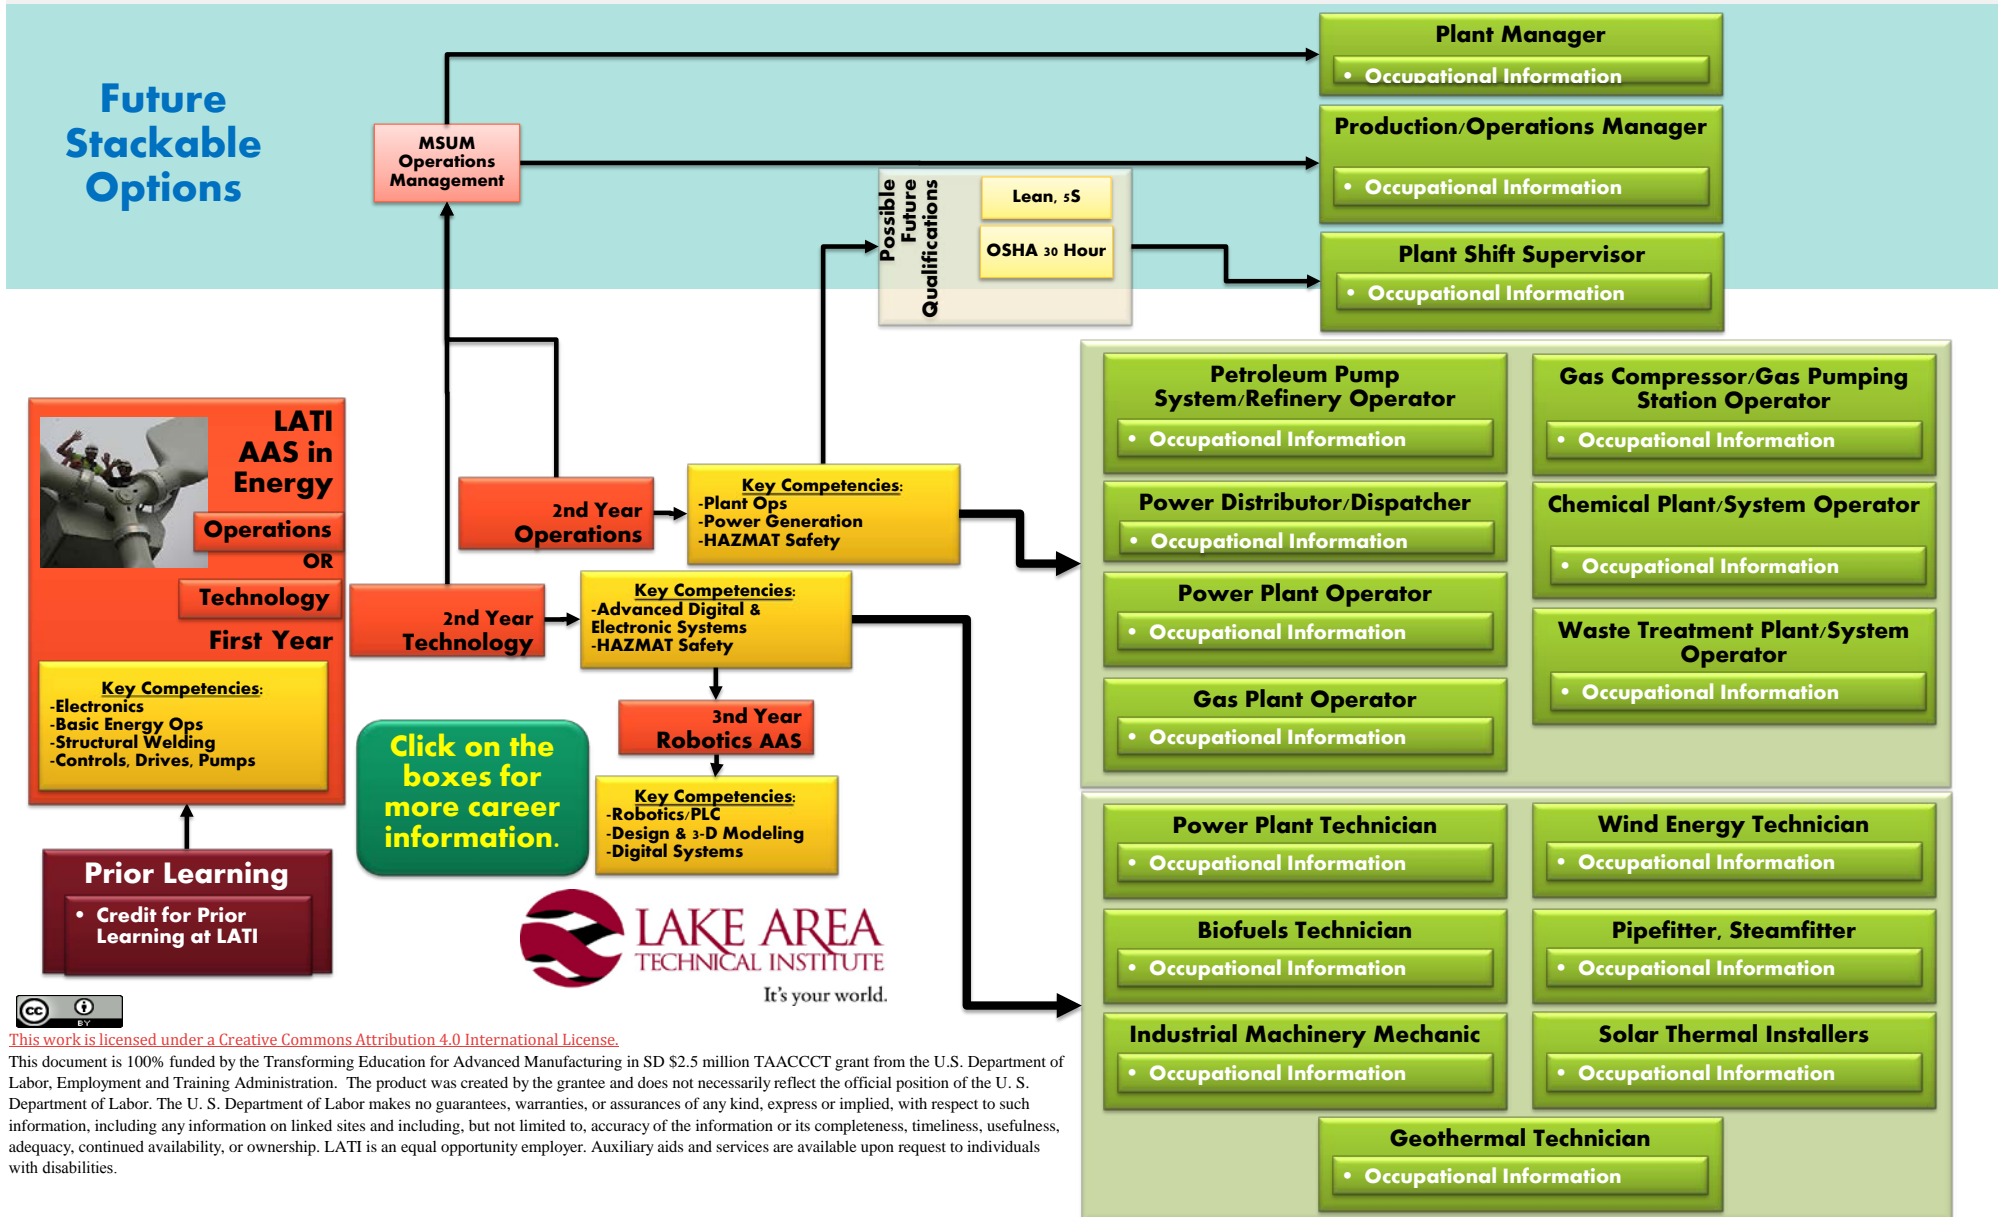 Future
Stackable
Options
MSUM
Operations
Management
Possible
Future
Qualifications
Lean, 5S
OSHA 30 Hour
Plant Manager
• Occupational Information
Production/Operations Manager
• Occupational Information
Plant Shift Supervisor
• Occupational Information
LATI
AAS in
Energy
Operations
OR
Technology
First Year
Key Competencies:
-Electronics
-Basic Energy Ops
-Structural Welding
-Controls, Drives, Pumps
Prior Learning
• Credit for Prior
Learning at LATI
2nd Year
Operations
Key Competencies:
-Plant Ops
-Power Generation
-HAZMAT Safety
2nd Year
Technology
Key Competencies:
-Advanced Digital &
Electronic Systems
-HAZMAT Safety
3nd Year
Robotics AAS
Key Competencies:
-Robotics/PLC
-Design & 3-D Modeling
-Digital Systems
Click on the
boxes for
more career
information.
Petroleum Pump
System/Refinery Operator
• Occupational Information
Gas Compressor/Gas Pumping
Station Operator
• Occupational Information
Power Distributor/Dispatcher
• Occupational Information
Chemical Plant/System Operator
• Occupational Information
Power Plant Operator
• Occupational Information
Waste Treatment Plant/System
Operator
• Occupational Information
Gas Plant Operator
• Occupational Information
Power Plant Technician
• Occupational Information
Wind Energy Technician
• Occupational Information
Biofuels Technician
• Occupational Information
Pipefitter, Steamfitter
• Occupational Information
Industrial Machinery Mechanic
• Occupational Information
Solar Thermal Installers
• Occupational Information
Geothermal Technician
• Occupational Information
LAKE AREA
TECHNICAL INSTITUTE
It's your world.
cc
BY
This work is licensed under a Creative Commons Attribution 4.0 International License.
This document is 100% funded by the Transforming Education for Advanced Manufacturing in SD $2.5 million TAACCCT grant from the U.S. Department of
Labor, Employment and Training Administration. The product was created by the grantee and does not necessarily reflect the official position of the U. S.
Department of Labor. The U. S. Department of Labor makes no guarantees, warranties, or assurances of any kind, express or implied, with respect to such
information, including any information on linked sites and including, but not limited to, accuracy of the information or its completeness, timeliness, usefulness,
adequacy, continued availability, or ownership. LATI is an equal opportunity employer. Auxiliary aids and services are available upon request to individuals
with disabilities.